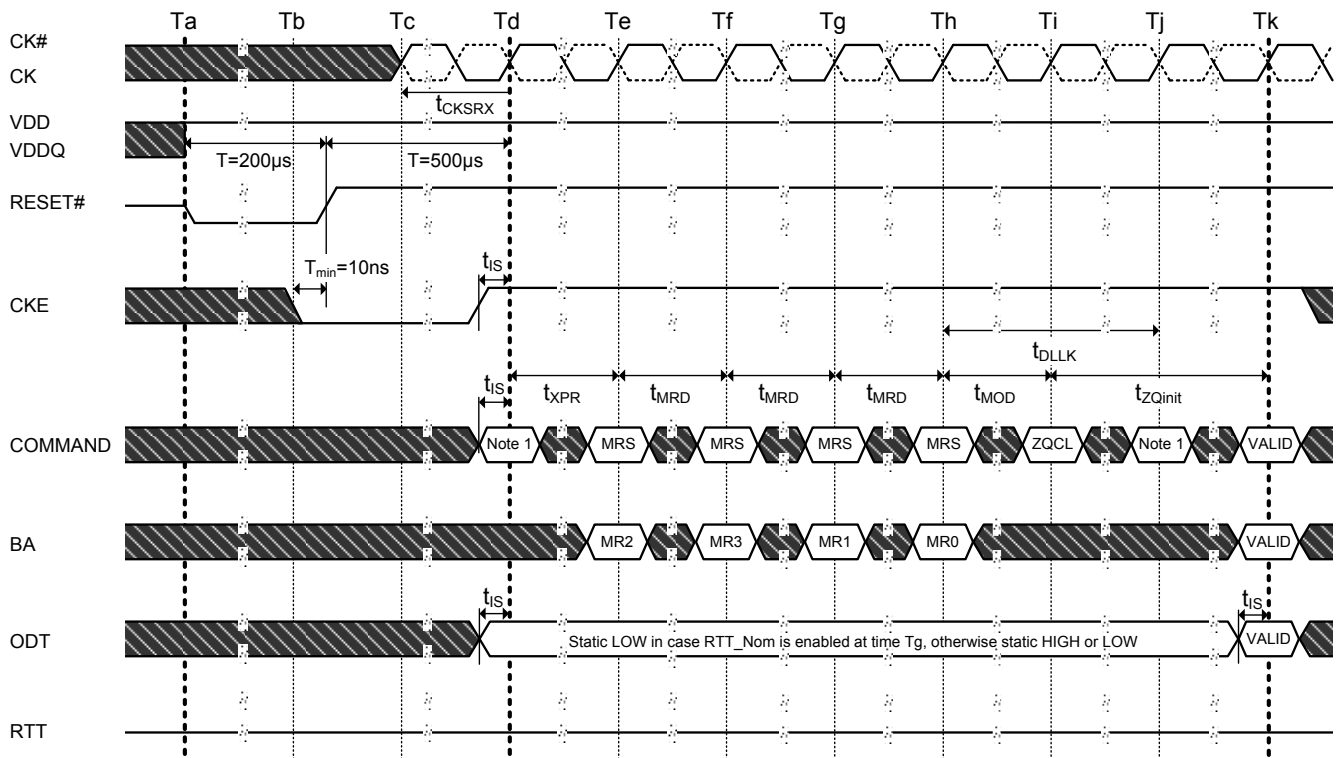 Ta Tb Tc Td Te Tf Tg Th Ti Tj Tk
CK#
CK
tCKSRX
VDD
VDDQ
T=200µs T=500µs
RESET#
Tmin=10ns tIS
CKE
tDLLK
tIS tXPR tMRD tMRD tMRD tMOD tZQinit
COMMAND Note 1 MRS MRS MRS MRS ZQCL Note 1 VALID
BA MR2 MR3 MR1 MR0 VALID
tIS tIS
ODT Static LOW in case RTT_Nom is enabled at time Tg, otherwise static HIGH or LOW VALID
RTT